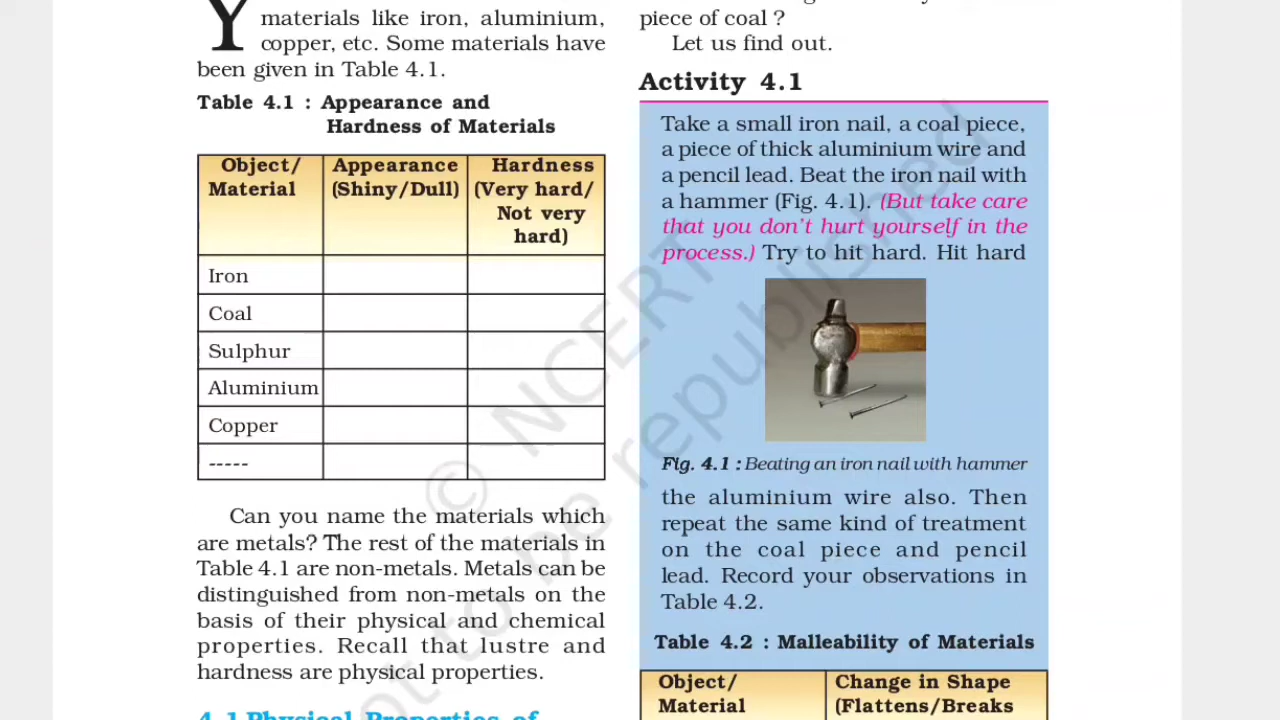 Y materials like iron, aluminium,
copper, etc. Some materials have
been given in Table 4.1.
Table 4.1 : Appearance and
Hardness of Materials
Object/ Material
Appearance (Shiny/Dull)
Hardness (Very hard/ Not very hard)
Iron
Coal
Sulphur
Aluminium
Copper
-----
Can you name the materials which
are metals? The rest of the materials in
Table 4.1 are non-metals. Metals can be
distinguished from non-metals on the
basis of their physical and chemical
properties. Recall that lustre and
hardness are physical properties.
4.1 Physical Properties of
piece of coal ?
Let us find out.
Activity 4.1
Take a small iron nail, a coal piece,
a piece of thick aluminium wire and
a pencil lead. Beat the iron nail with
a hammer (Fig. 4.1). (But take care
that you don't hurt yourself in the
process.) Try to hit hard. Hit hard
Fig. 4.1 : Beating an iron nail with hammer
the aluminium wire also. Then
repeat the same kind of treatment
on the coal piece and pencil
lead. Record your observations in
Table 4.2.
Table 4.2 : Malleability of Materials
Object/ Material
Change in Shape (Flattens/Breaks
© NCERT
not to be republished